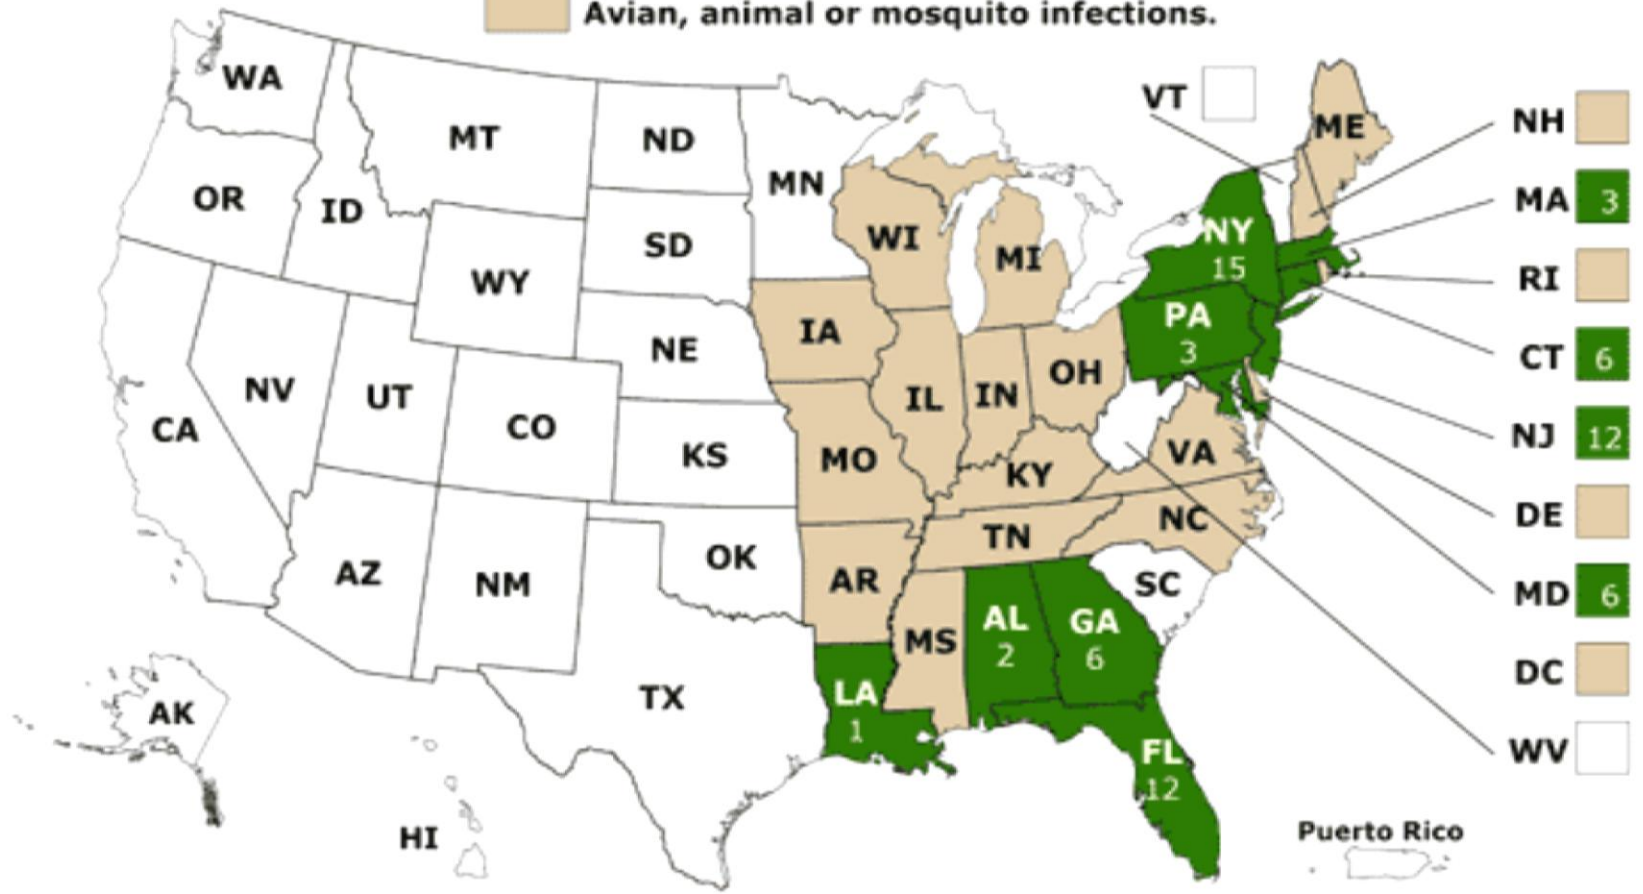 Avian, animal or mosquito infections.
WA
MT
ND
MN
OR
ID
SD
WY
WI
MI
VT
ME
NH
MA 3
NY
15
RI
IA
NE
PA
3
CT 6
NV
UT
CO
IL
IN
OH
NJ 12
CA
KS
MO
KY
VA
DE
AZ
NM
OK
AR
TN
NC
SC
MD 6
MS
AL
2
GA
6
DC
AK
TX
LA
1
FL
12
WV
HI
Puerto Rico